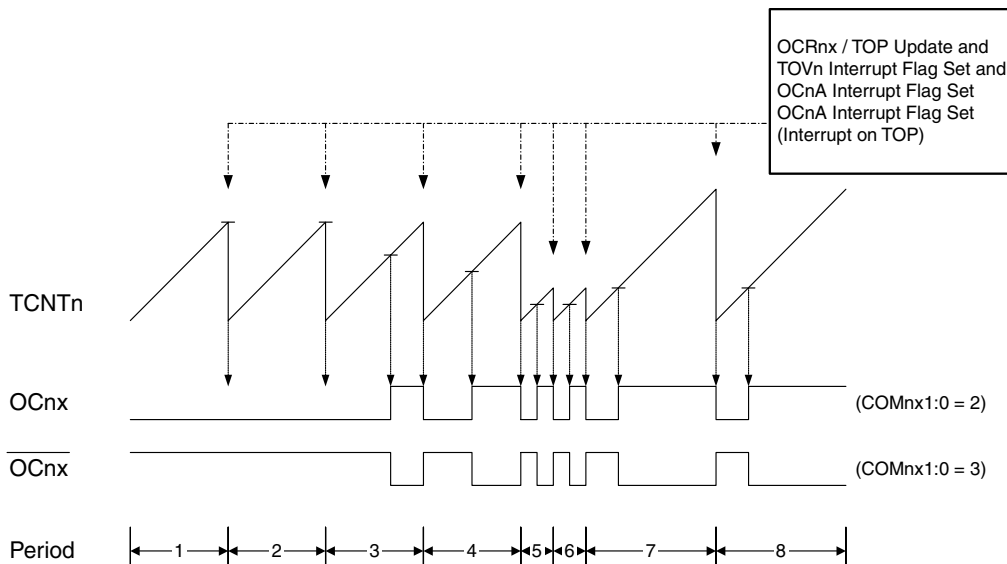 OCRnx / TOP Update and
TOVn Interrupt Flag Set and
OCnA Interrupt Flag Set
OCnA Interrupt Flag Set
(Interrupt on TOP)
TCNTn
OCnx (COMnx1:0 = 2)
OCnx (COMnx1:0 = 3)
Period 1 2 3 4 5 6 7 8